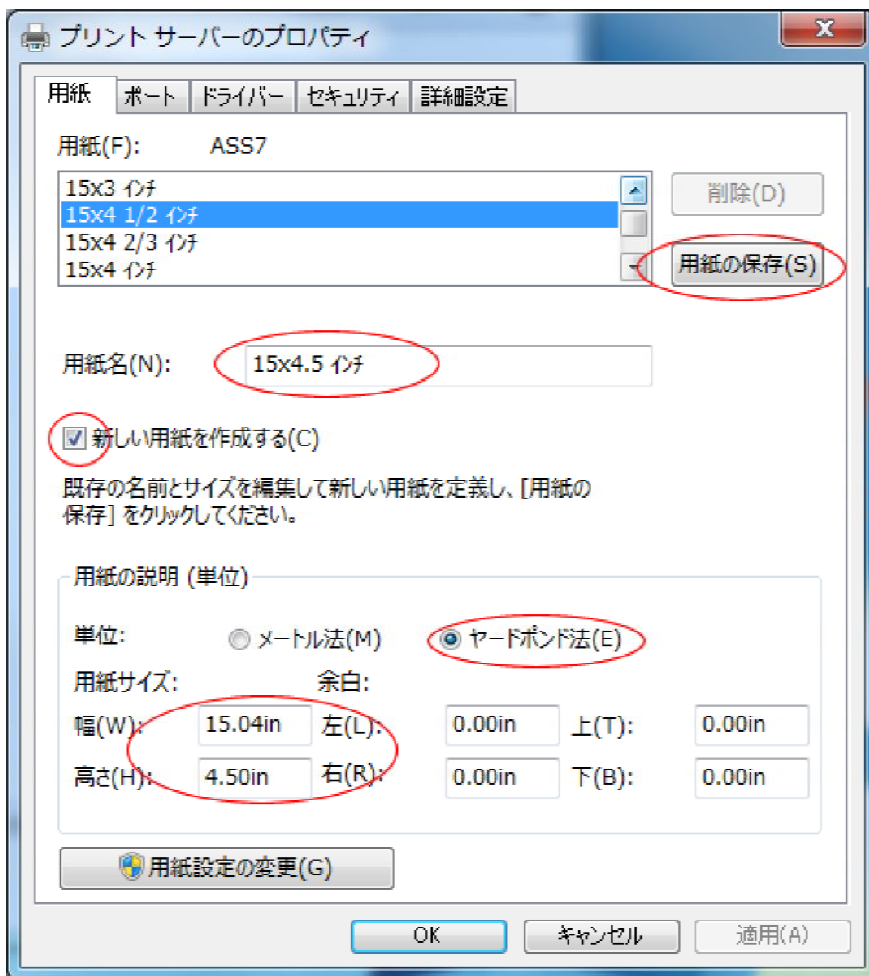 プリント サーバーのプロパティ
用紙 ポート ドライバー セキュリティ 詳細設定
用紙(F): ASS7
15x3 インチ
15x4 1/2 インチ
15x4 2/3 インチ
15x4 インチ
削除(D)
用紙の保存(S)
用紙名(N): 15x4.5 インチ
新しい用紙を作成する(C)
既存の名前とサイズを編集して新しい用紙を定義し、[用紙の
保存] をクリックしてください。
用紙の説明 (単位)
単位: メートル法(M) ヤードポンド法(E)
用紙サイズ: 余白:
幅(W): 15.04in 左(L): 0.00in 上(T): 0.00in
高さ(H): 4.50in 右(R): 0.00in 下(B): 0.00in
用紙設定の変更(G)
OK キャンセル 適用(A)